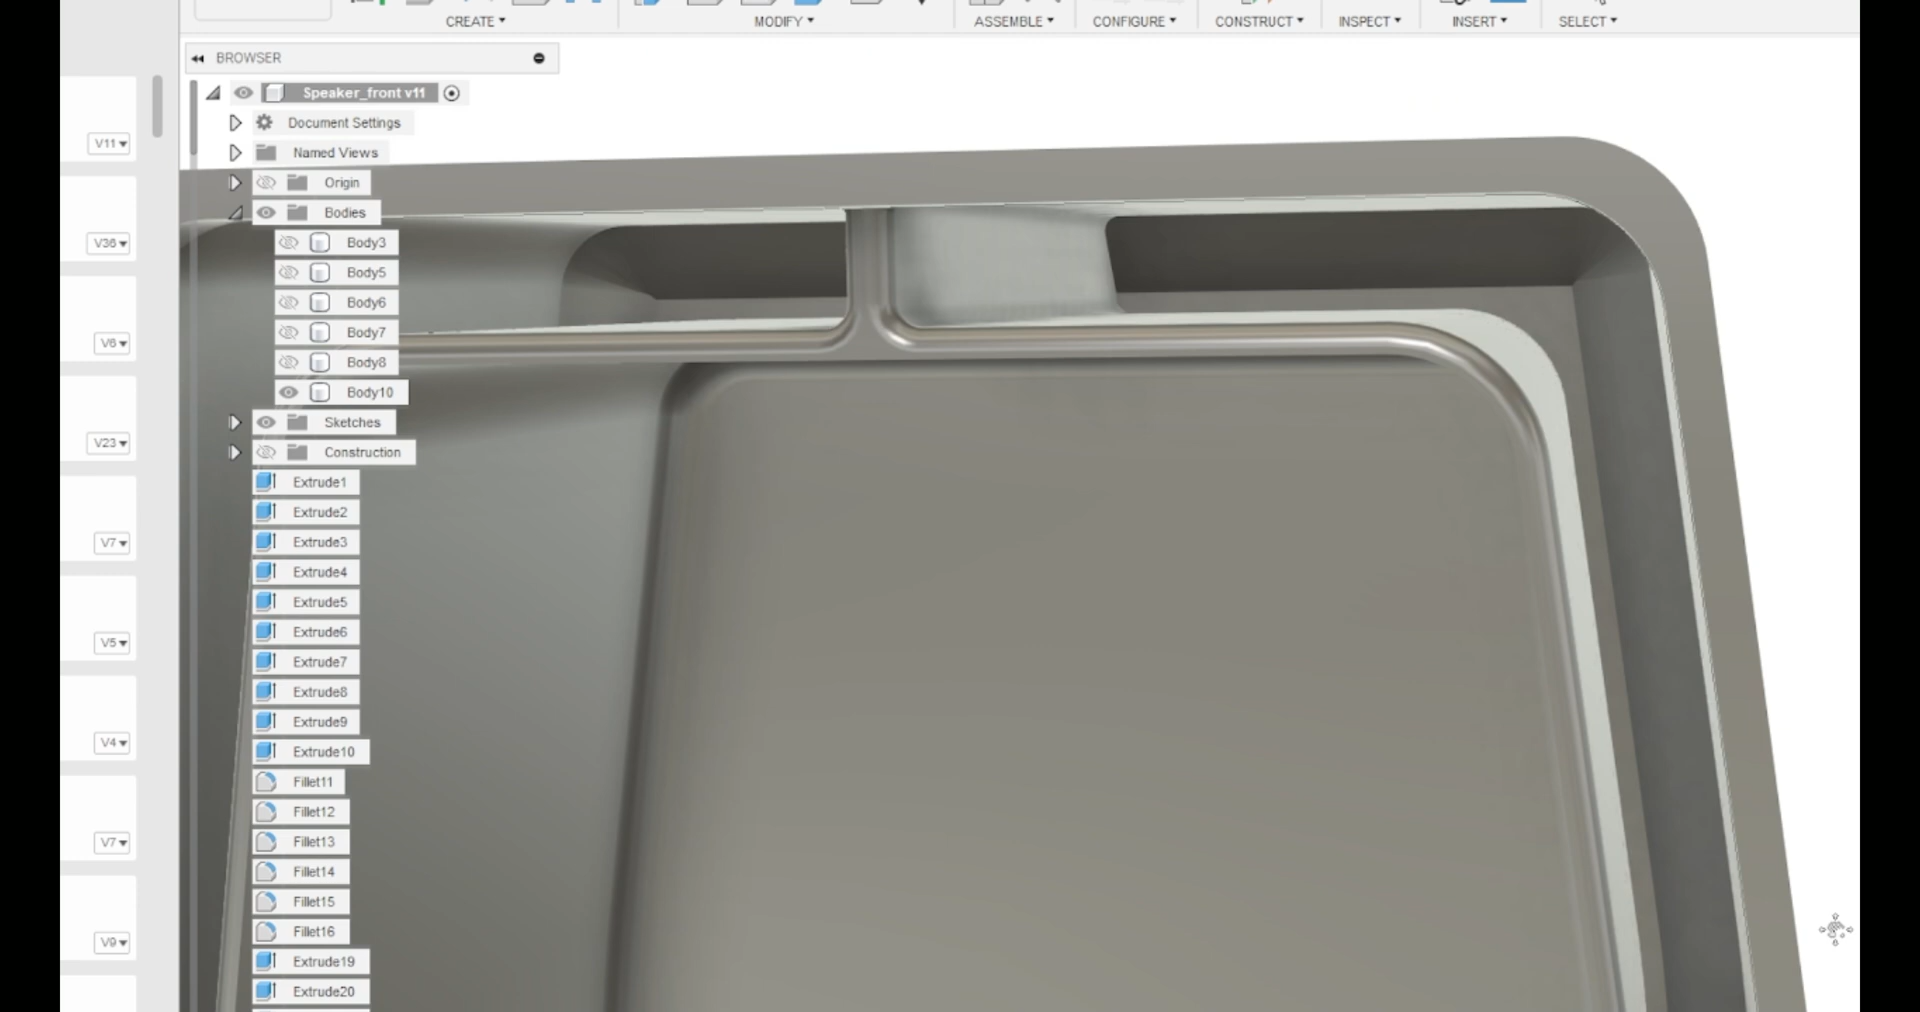 CREATE MODIFY ASSEMBLE CONFIGURE CONSTRUCT INSPECT INSERT SELECT
BROWSER
Speaker_front v11
Document Settings
Named Views
Origin
Bodies
Body3
Body5
Body6
Body7
Body8
Body10
Sketches
Construction
Extrude1
Extrude2
Extrude3
Extrude4
Extrude5
Extrude6
Extrude7
Extrude8
Extrude9
Extrude10
Fillet11
Fillet12
Fillet13
Fillet14
Fillet15
Fillet16
Extrude19
Extrude20
V11
V36
V6
V23
V7
V5
V4
V7
V9